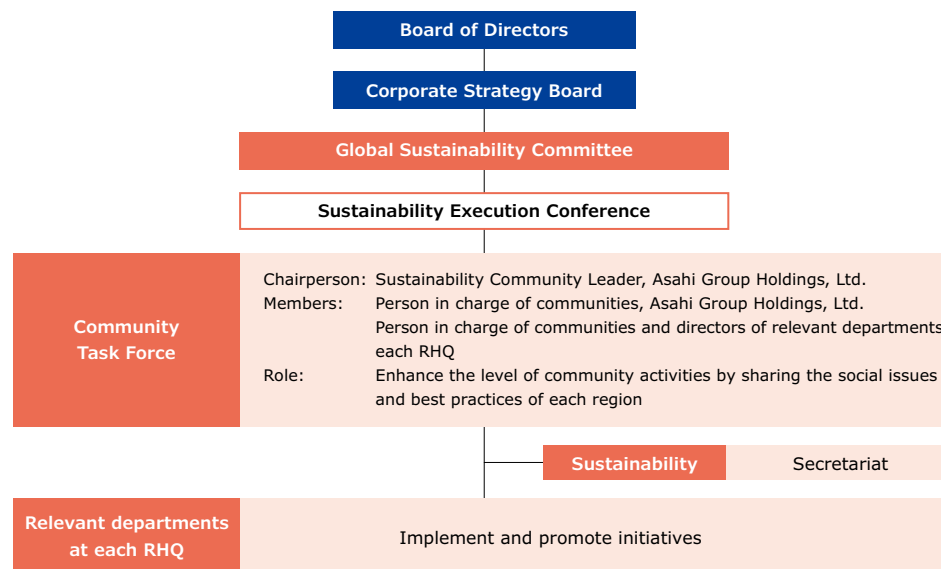 Board of Directors
Corporate Strategy Board
Global Sustainability Committee
Sustainability Execution Conference
Community
Task Force
Chairperson: Sustainability Community Leader, Asahi Group Holdings, Ltd.
Members: Person in charge of communities, Asahi Group Holdings, Ltd.
Person in charge of communities and directors of relevant departments
each RHQ
Role: Enhance the level of community activities by sharing the social issues
and best practices of each region
Sustainability Secretariat
Relevant departments
at each RHQ
Implement and promote initiatives